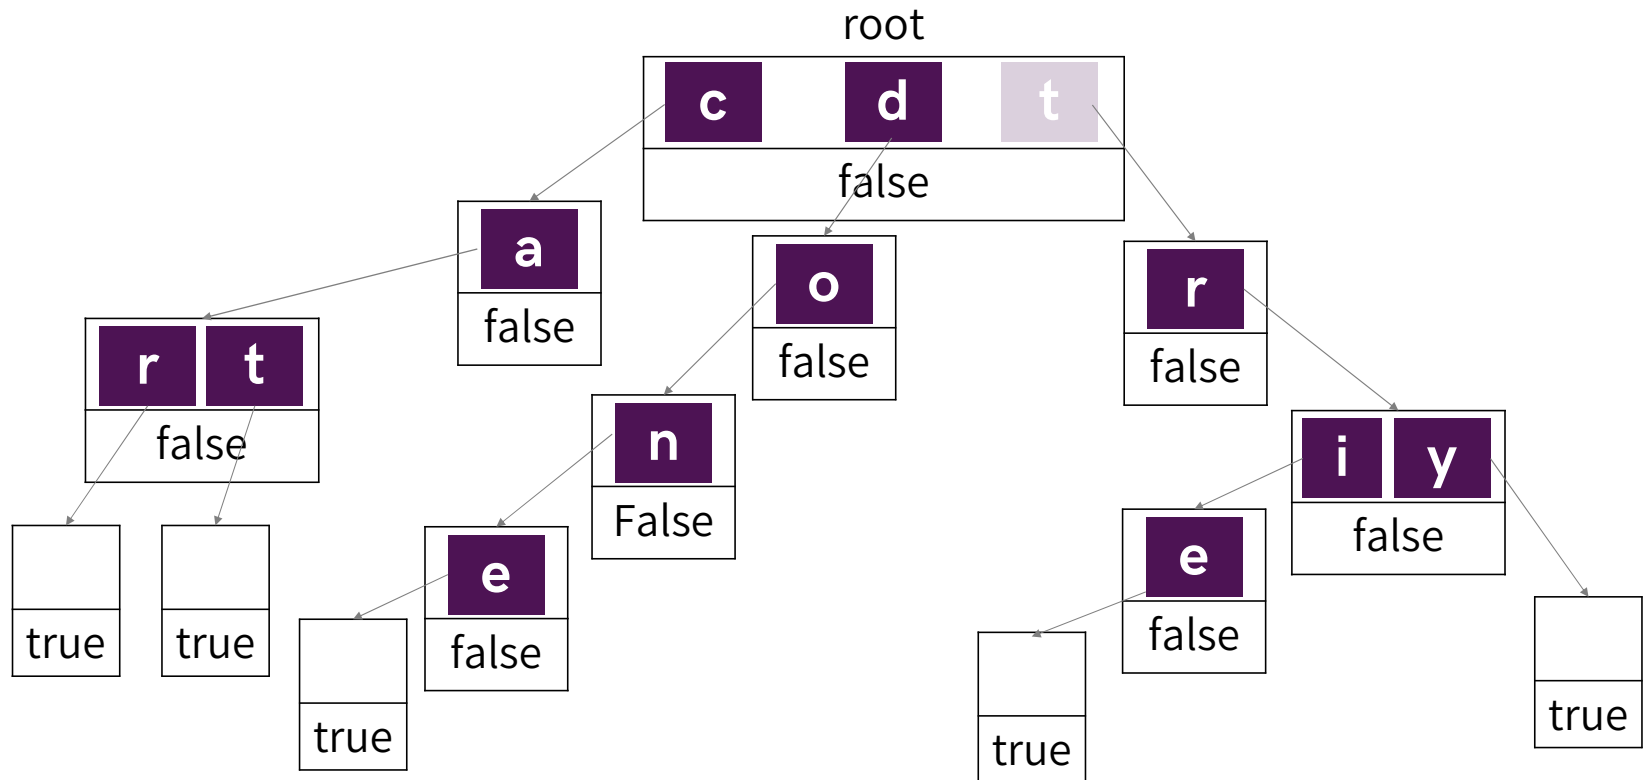 root
c d t
false
a
false
o
false
r
false
r t
false
n
False
i y
false
e
false
e
false
true
true
true
true
true